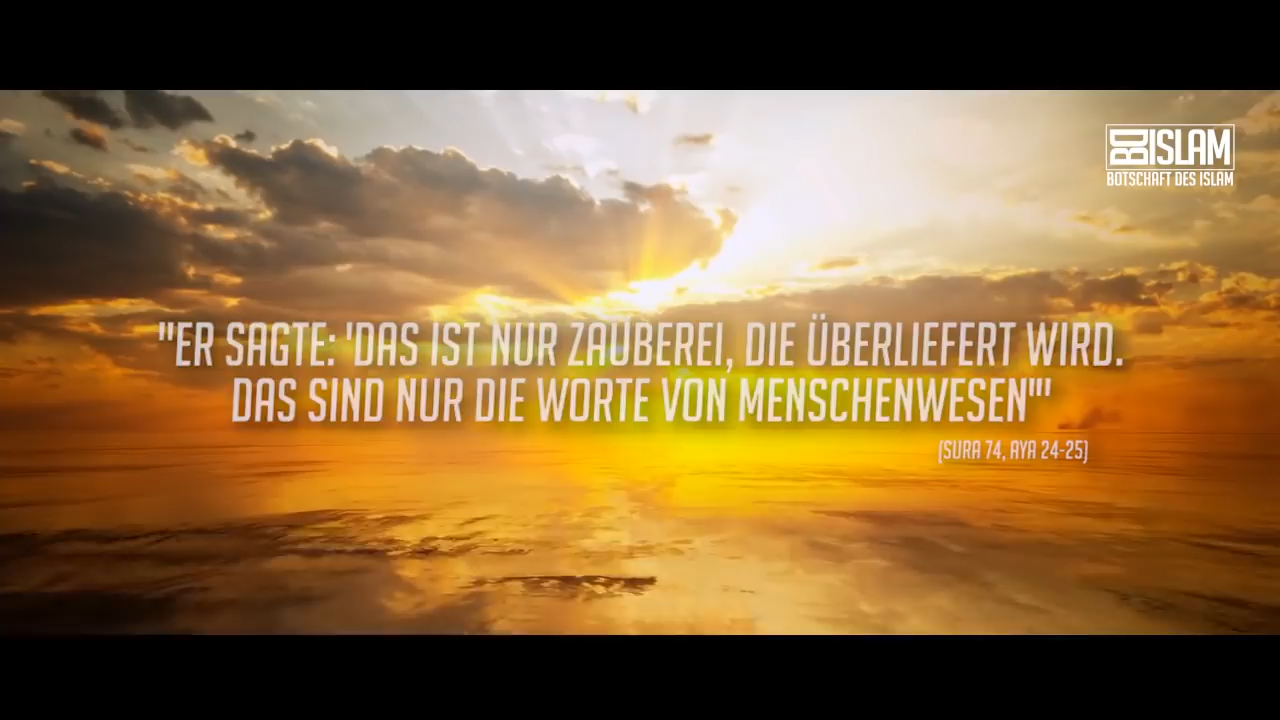 BDISLAM
BOTSCHAFT DES ISLAM
"ER SAGTE: 'DAS IST NUR ZAUBEREI, DIE ÜBERLIEFERT WIRD.
DAS SIND NUR DIE WORTE VON MENSCHENWESEN'"
(SURA 74, AYA 24-25)